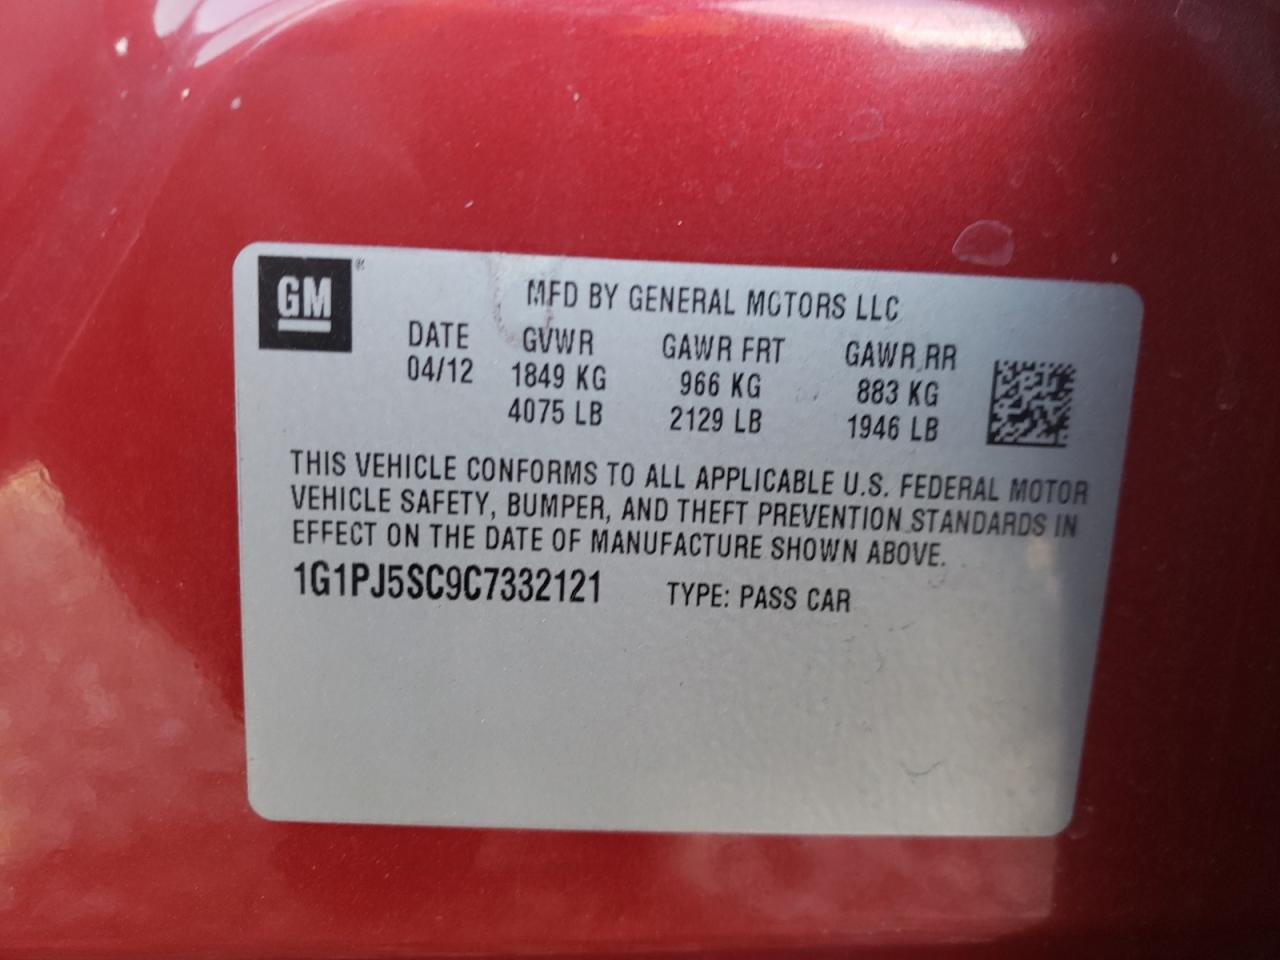 GM®
MFD BY GENERAL MOTORS LLC
DATE GVWR GAWR FRT GAWR RR
04/12 1849 KG 966 KG 883 KG
4075 LB 2129 LB 1946 LB
THIS VEHICLE CONFORMS TO ALL APPLICABLE U.S. FEDERAL MOTOR
VEHICLE SAFETY, BUMPER, AND THEFT PREVENTION STANDARDS IN
EFFECT ON THE DATE OF MANUFACTURE SHOWN ABOVE.
1G1PJ5SC9C7332121 TYPE: PASS CAR